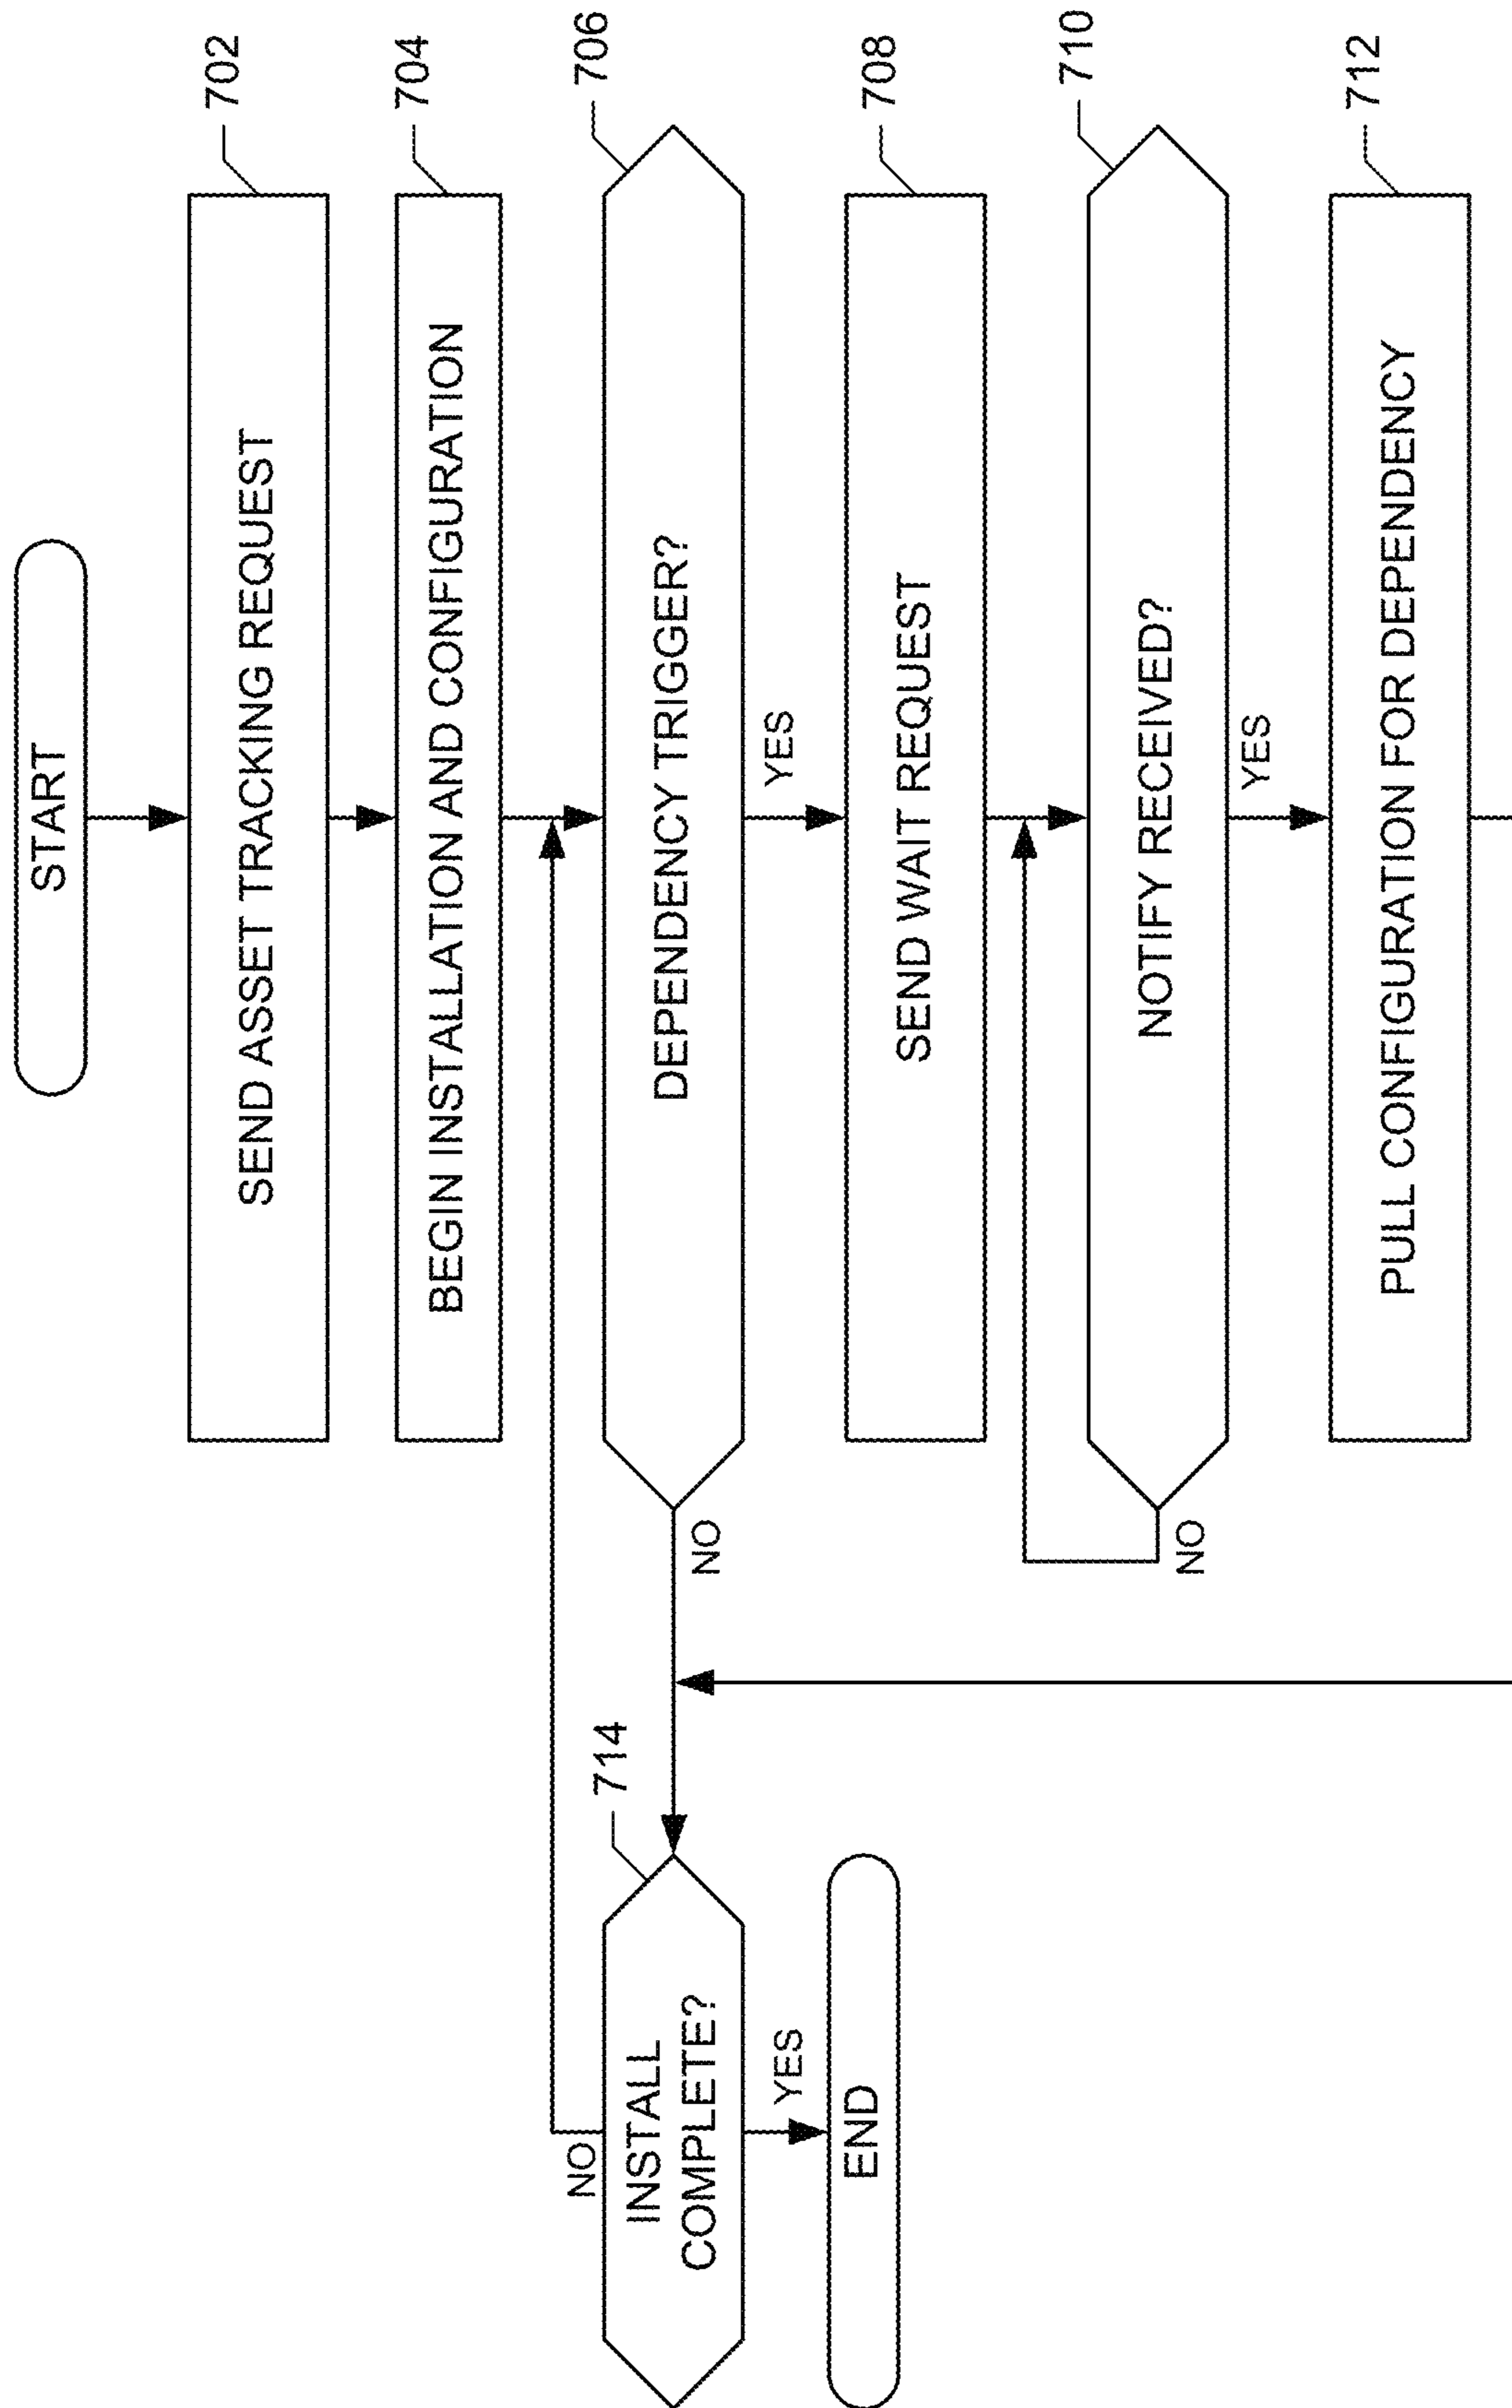 START
702
SEND ASSET TRACKING REQUEST
704
BEGIN INSTALLATION AND CONFIGURATION
706
DEPENDENCY TRIGGER?
NO
YES
708
SEND WAIT REQUEST
710
NOTIFY RECEIVED?
NO
YES
712
PULL CONFIGURATION FOR DEPENDENCY
714
NO
INSTALL
COMPLETE?
YES
END